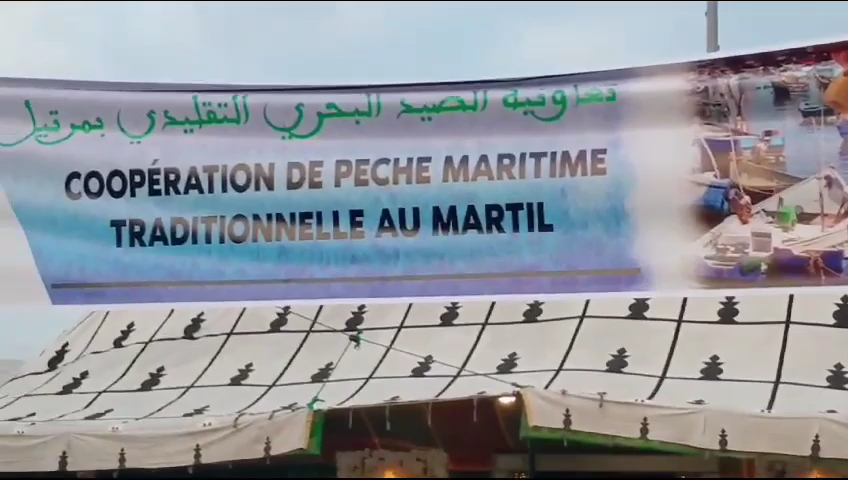 تعاونية الصيد البحري التقليدي بمرتيل
COOPÉRATION DE PECHE MARITIME
TRADITIONNELLE AU MARTIL